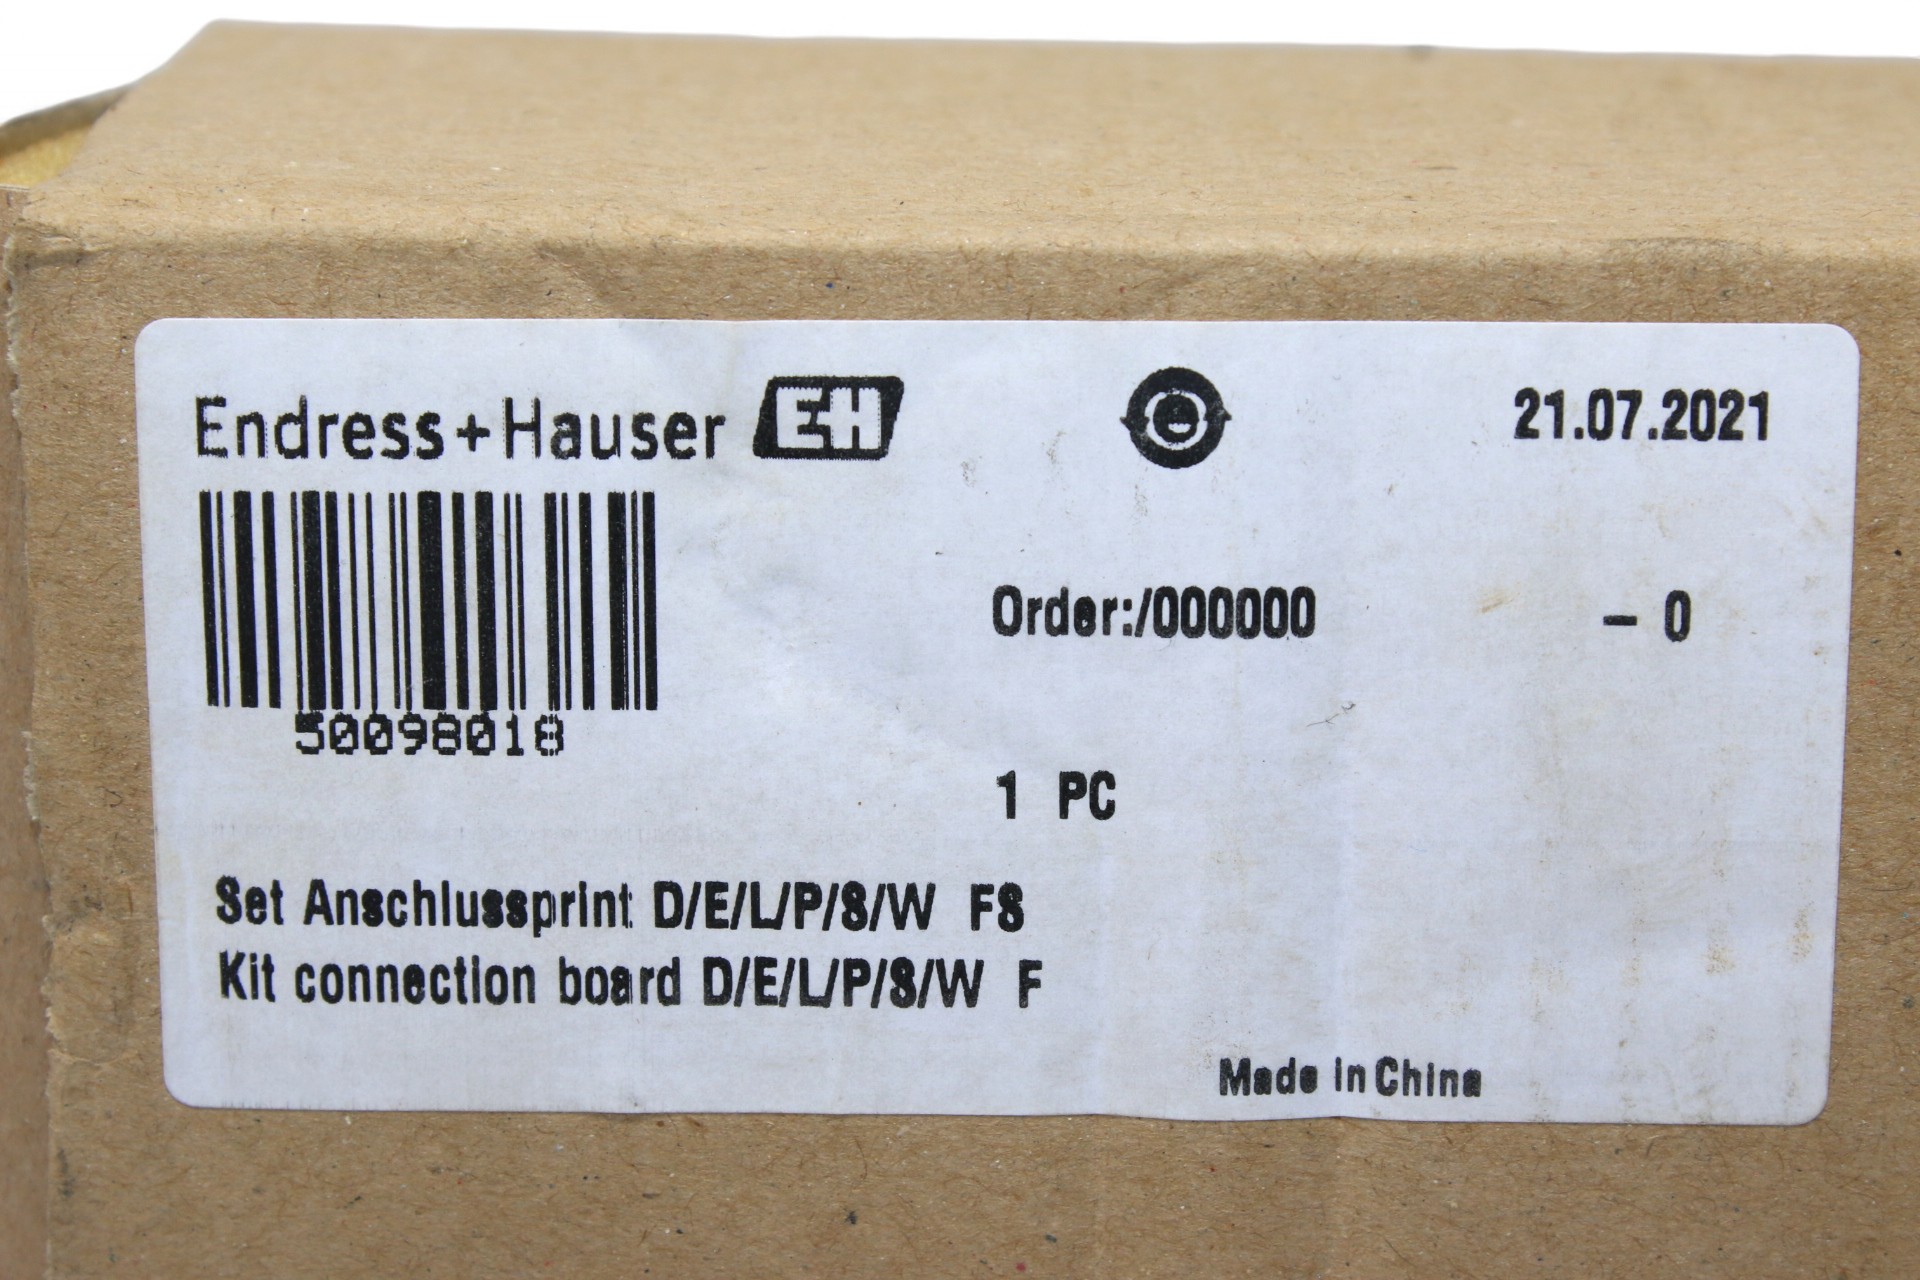 Endress+Hauser EH
e
21.07.2021
50098018
Order:/000000 – 0
1 PC
Set Anschlussprint D/E/L/P/S/W FS
Kit connection board D/E/L/P/S/W F
Made in China